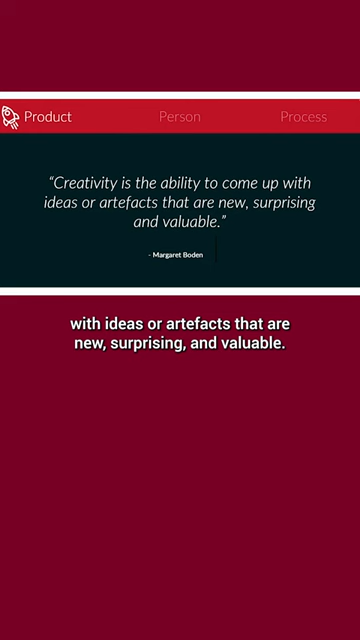 Product
Person
Process
“Creativity is the ability to come up with
ideas or artefacts that are new, surprising
and valuable.”
- Margaret Boden
with ideas or artefacts that are
new, surprising, and valuable.